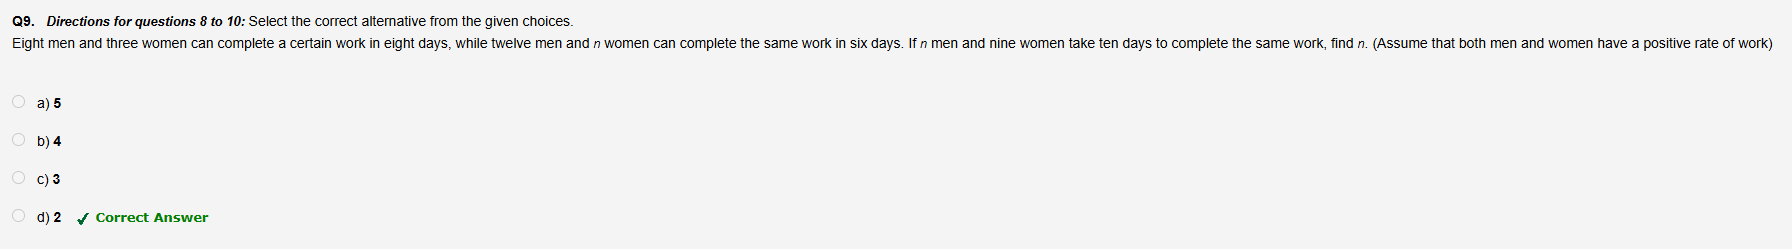 Q9. Directions for questions 8 to 10: Select the correct alternative from the given choices.
Eight men and three women can complete a certain work in eight days, while twelve men and n women can complete the same work in six days. If n men and nine women take ten days to complete the same work, find n. (Assume that both men and women have a positive rate of work)
a) 5
b) 4
c) 3
d) 2 ✓ Correct Answer